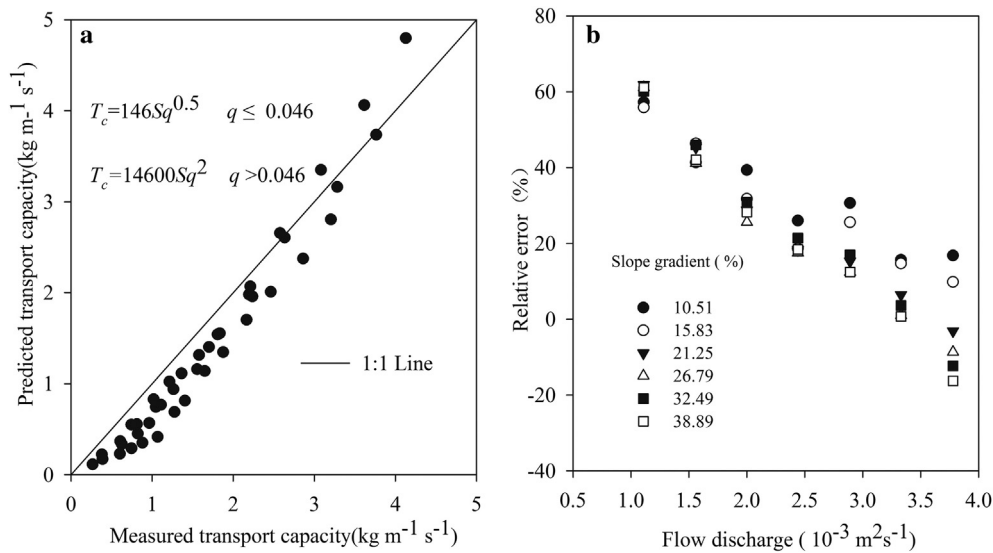 a
Predicted transport capacity(kg m-¹ s⁻¹)
5
4
3
2
1
0
T_c=146Sq^0.5 q ≤ 0.046
T_c=14600Sq² q >0.046
1:1 Line
0 1 2 3 4 5
Measured transport capacity(kg m⁻¹ s⁻¹)
b
Relative error (%)
80
60
40
20
0
-20
-40
Slope gradient ( %)
10.51
15.83
21.25
26.79
32.49
38.89
0.5 1.0 1.5 2.0 2.5 3.0 3.5 4.0
Flow discharge ( 10⁻³ m²s⁻¹)